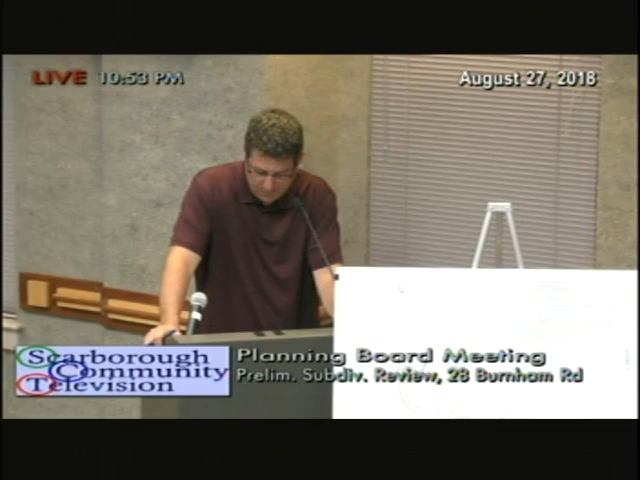 LIVE 10:53 PM
August 27, 2018
Scarborough
Community
Television
Planning Board Meeting
Prelim. Subdiv. Review, 28 Burnham Rd